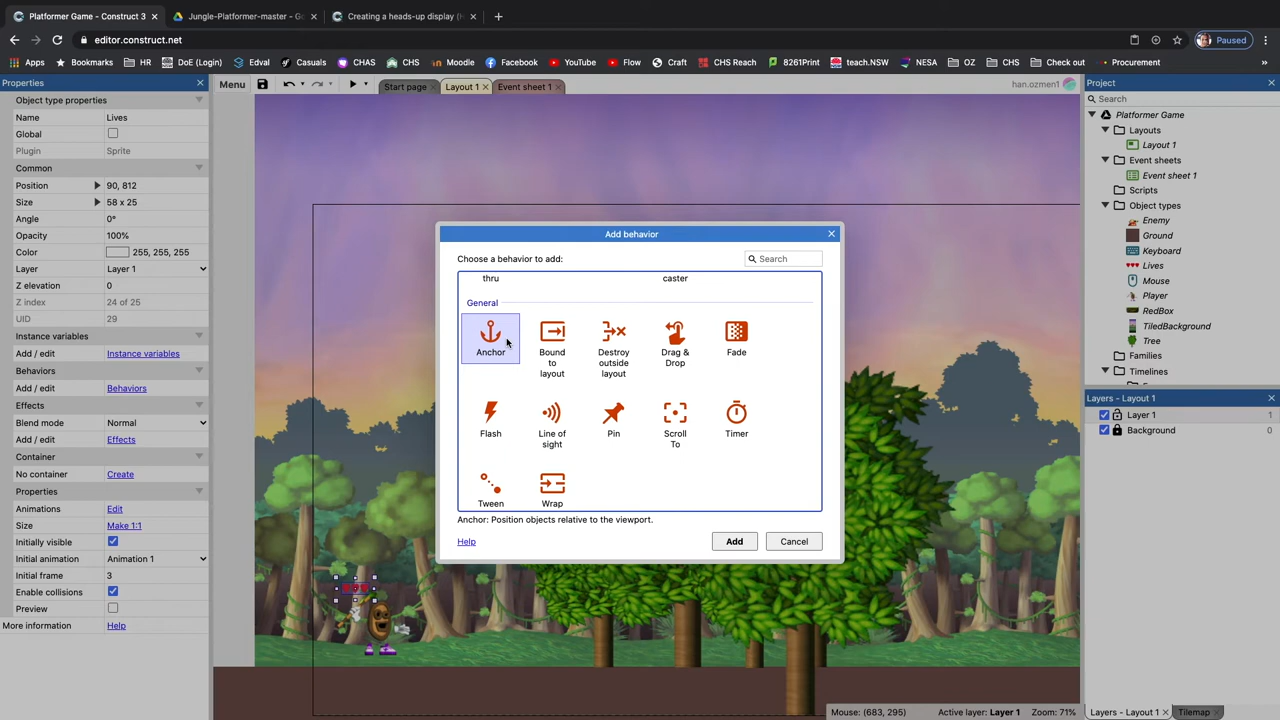 Platformer Game - Construct 3 ×
Jungle-Platformer-master - Go ×
Creating a heads-up display (H ×
+
editor.construct.net
Paused
Apps
Bookmarks
HR
DoE (LogIn)
Edval
Casuals
CHAS
CHS
Moodle
Facebook
YouTube
Flow
Craft
CHS Reach
8261Print
teach.NSW
NESA
OZ
CHS
Check out
Procurement
»
Properties
Menu
Start page
Layout 1
Event sheet 1
han.ozmen1
Project
Object type properties
Name Lives
Global
Plugin Sprite
Common
Position 90, 812
Size 58 x 25
Angle 0°
Opacity 100%
Color 255, 255, 255
Layer Layer 1
Z elevation 0
Z index 24 of 25
UID 29
Instance variables
Add / edit Instance variables
Behaviors
Add / edit Behaviors
Effects
Blend mode Normal
Add / edit Effects
Container
No container Create
Properties
Animations Edit
Size Make 1:1
Initially visible
Initial animation Animation 1
Initial frame 3
Enable collisions
Preview
More information Help
Add behavior
Choose a behavior to add:
Search
thru
caster
General
Anchor
Bound to layout
Destroy outside layout
Drag & Drop
Fade
Flash
Line of sight
Pin
Scroll To
Timer
Tween
Wrap
Anchor: Position objects relative to the viewport.
Help
Add
Cancel
Search
Platformer Game
Layouts
Layout 1
Event sheets
Event sheet 1
Scripts
Object types
Enemy
Ground
Keyboard
Lives
Mouse
Player
RedBox
TiledBackground
Tree
Families
Timelines
Layers - Layout 1
Layer 1 1
Background 0
Mouse: (683, 295)
Active layer: Layer 1
Zoom: 71%
Layers - Layout 1
Tilemap